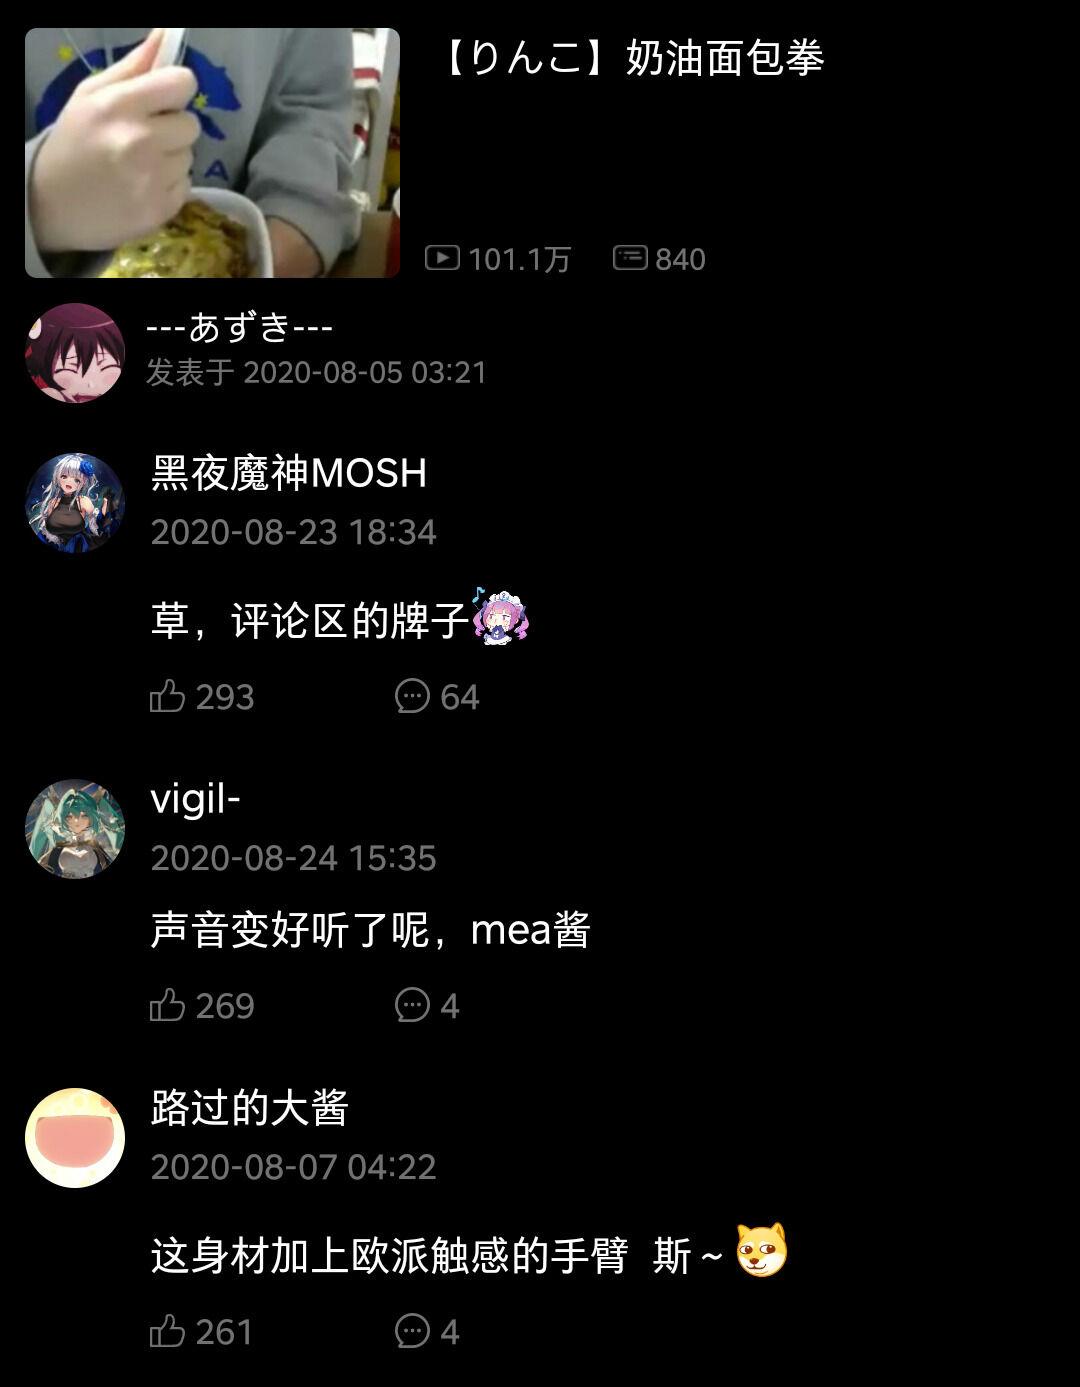 【りんこ】奶油面包拳
101.1万 840
---あずき---
发表于 2020-08-05 03:21
黑夜魔神MOSH
2020-08-23 18:34
草，评论区的牌子
293 64
vigil-
2020-08-24 15:35
声音变好听了呢，mea酱
269 4
路过的大酱
2020-08-07 04:22
这身材加上欧派触感的手臂 斯~
261 4